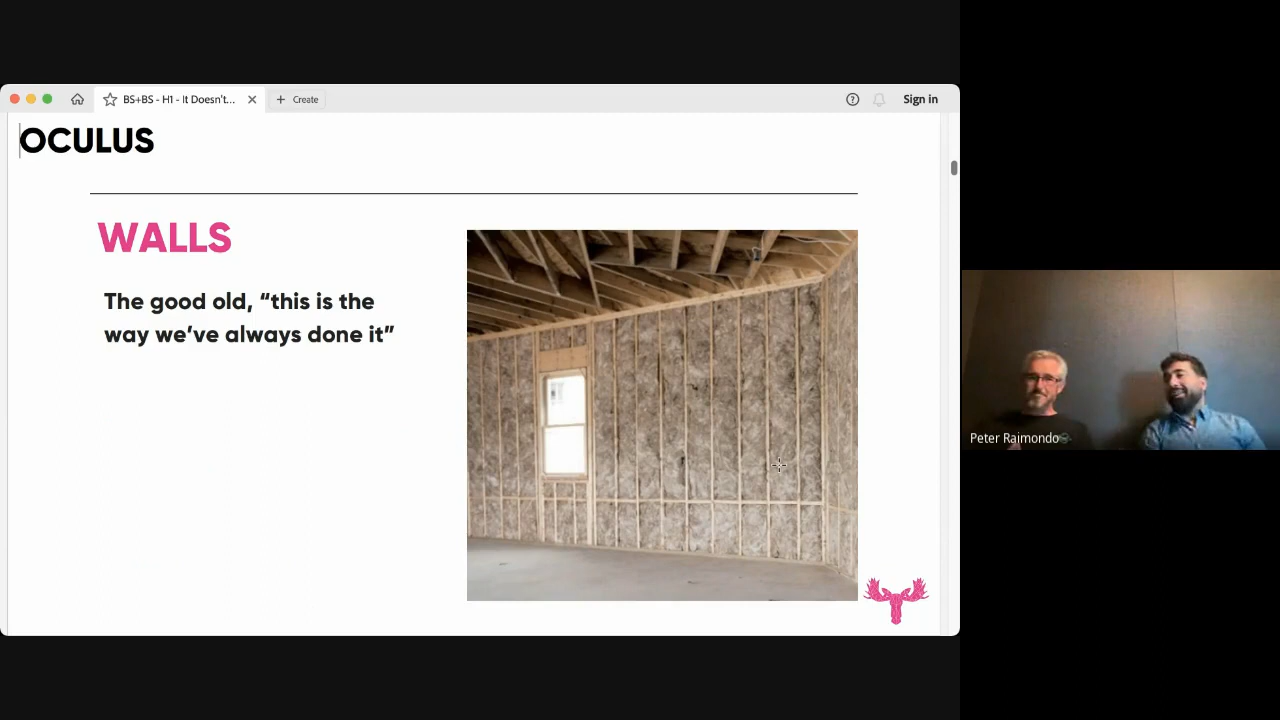 BS+BS - H1 - It Doesn't...
Create
Sign in
OCULUS
WALLS
The good old, “this is the
way we’ve always done it”
Peter Raimondo